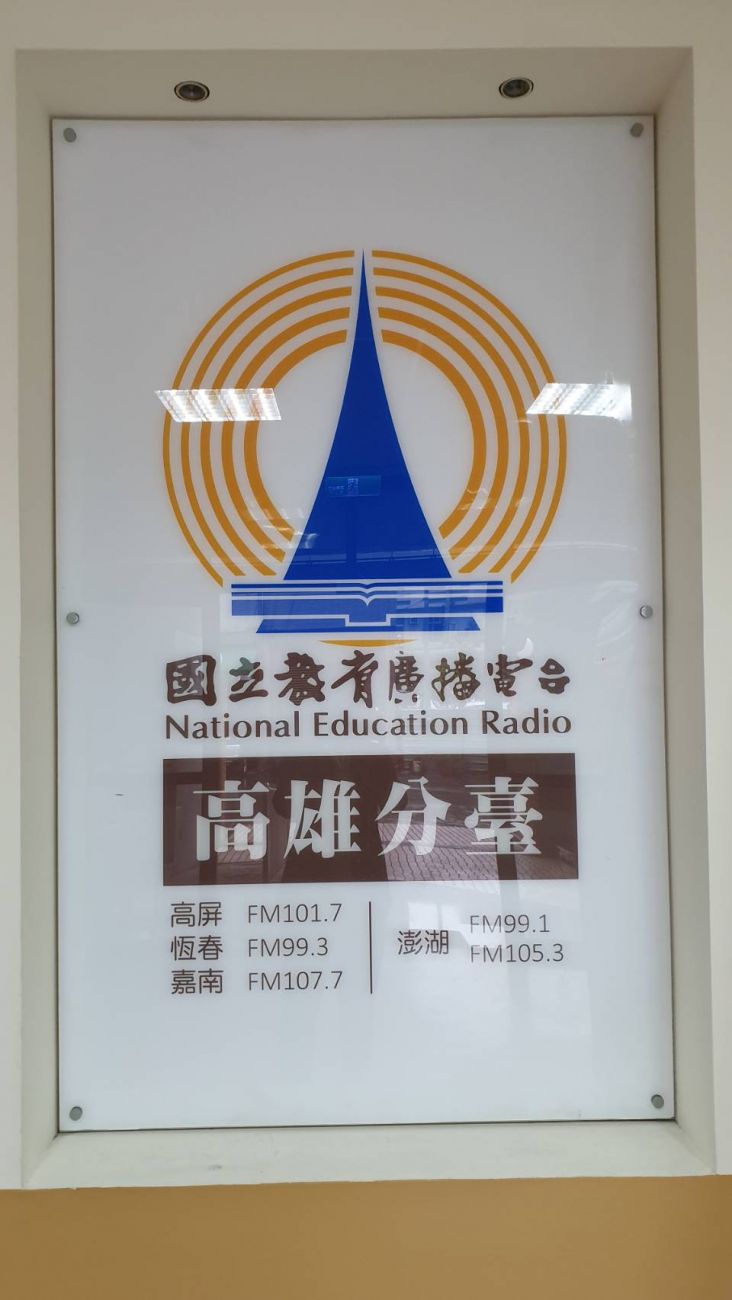 國立教育廣播電台
National Education Radio
高雄分臺
高屏 FM101.7
恆春 FM99.3
嘉南 FM107.7
澎湖 FM99.1
FM105.3